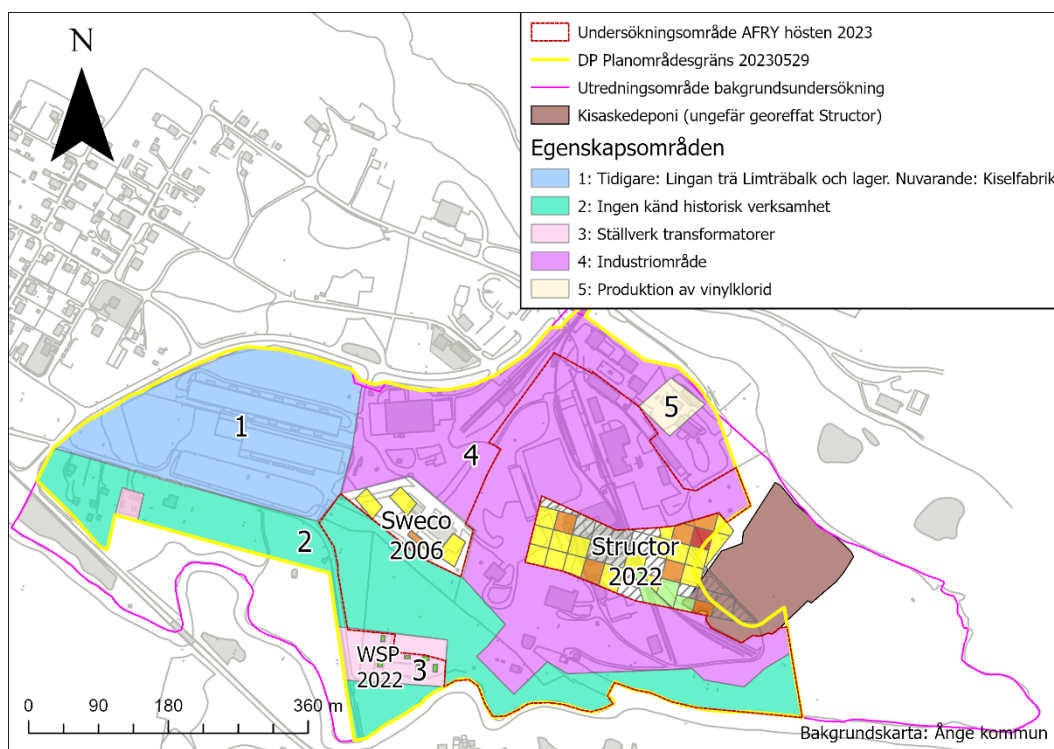 N
Undersökningsområde AFRY hösten 2023
DP Planområdesgräns 20230529
Utredningsområde bakgrundsundersökning
Kisaskedeponi (ungefär georeffat Structor)
Egenskapsområden
1: Tidigare: Lingan trä Limträbalk och lager. Nuvarande: Kiselfabrik
2: Ingen känd historisk verksamhet
3: Ställverk transformatorer
4: Industriområde
5: Produktion av vinylklorid
1
5
4
Sweco
2006
2
Structor
2022
WSP
2022
3
0 90 180 360 m
Bakgrundskarta: Ånge kommun